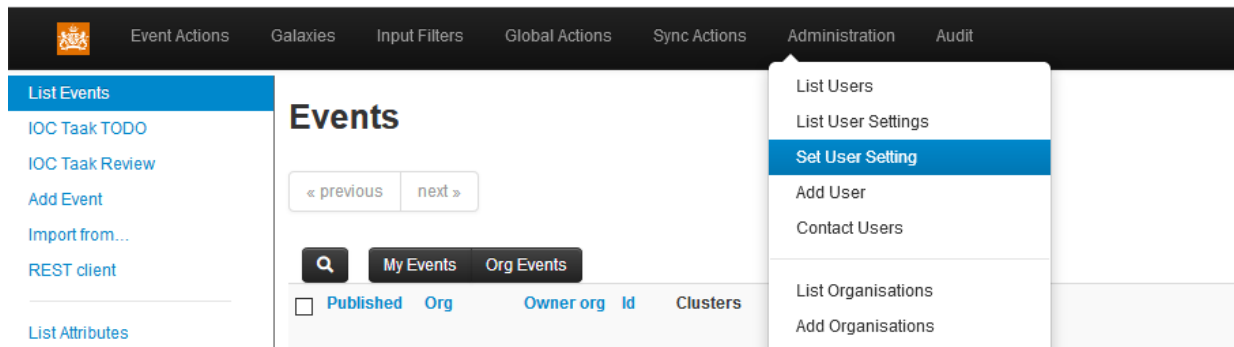 Event Actions Galaxies Input Filters Global Actions Sync Actions Administration Audit
List Events
IOC Taak TODO
IOC Taak Review
Add Event
Import from...
REST client
List Attributes
Events
« previous next »
My Events Org Events
Published Org Owner org Id Clusters
List Users
List User Settings
Set User Setting
Add User
Contact Users
List Organisations
Add Organisations